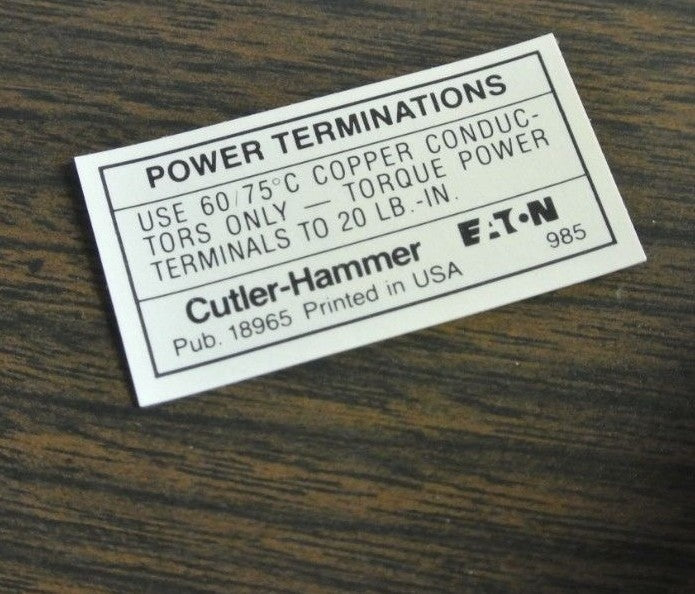 POWER TERMINATIONS
USE 60/75°C COPPER CONDUC-
TORS ONLY — TORQUE POWER
TERMINALS TO 20 LB.-IN.
Cutler-Hammer EATON
Pub. 18965 Printed in USA 985